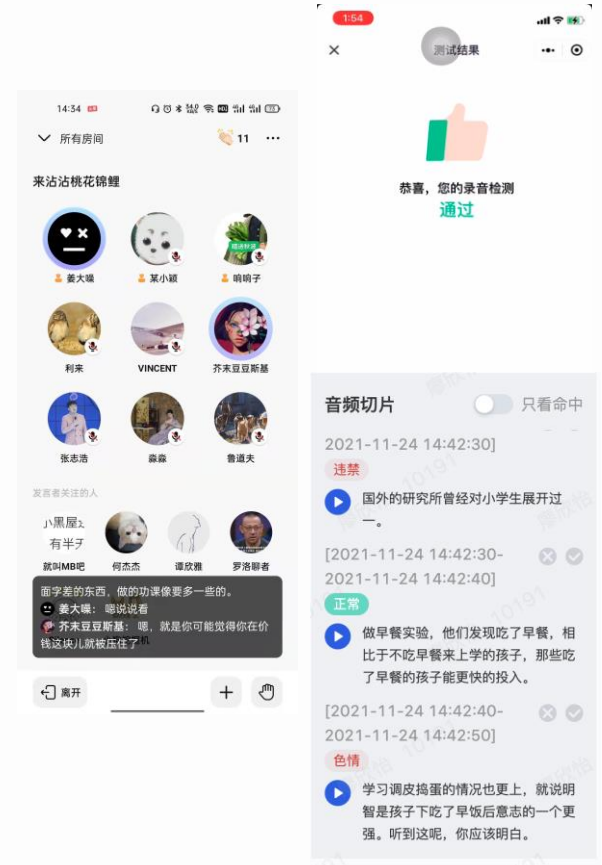 14:34
所有房间
11
来沾沾桃花锦鲤
姜大噪
某小颖
响响子
利来
VINCENT
芥末豆豆斯基
张志浩
淼淼
鲁道夫
发言者关注的人
小黑屋
有半子
就叫MB吧
何杰杰
谭欣雅
罗洛聊者
面字差的东西，做的功课像要多一些的。
姜大噪： 嗯说说看
芥末豆豆斯基： 嗯，就是你可能觉得你在价
钱这块儿就被压住了
离开
1:54
测试结果
恭喜，您的录音检测
通过
音频切片
只看命中
2021-11-24 14:42:30]
违禁
国外的研究所曾经对小学生展开过
一。
[2021-11-24 14:42:30-
2021-11-24 14:42:40]
正常
做早餐实验，他们发现吃了早餐，相
比于不吃早餐来上学的孩子，那些吃
了早餐的孩子能更快的投入。
[2021-11-24 14:42:40-
2021-11-24 14:42:50]
色情
学习调皮捣蛋的情况也更上，就说明
智是孩子下吃了早饭后意志的一个更
强。听到这呢，你应该明白。